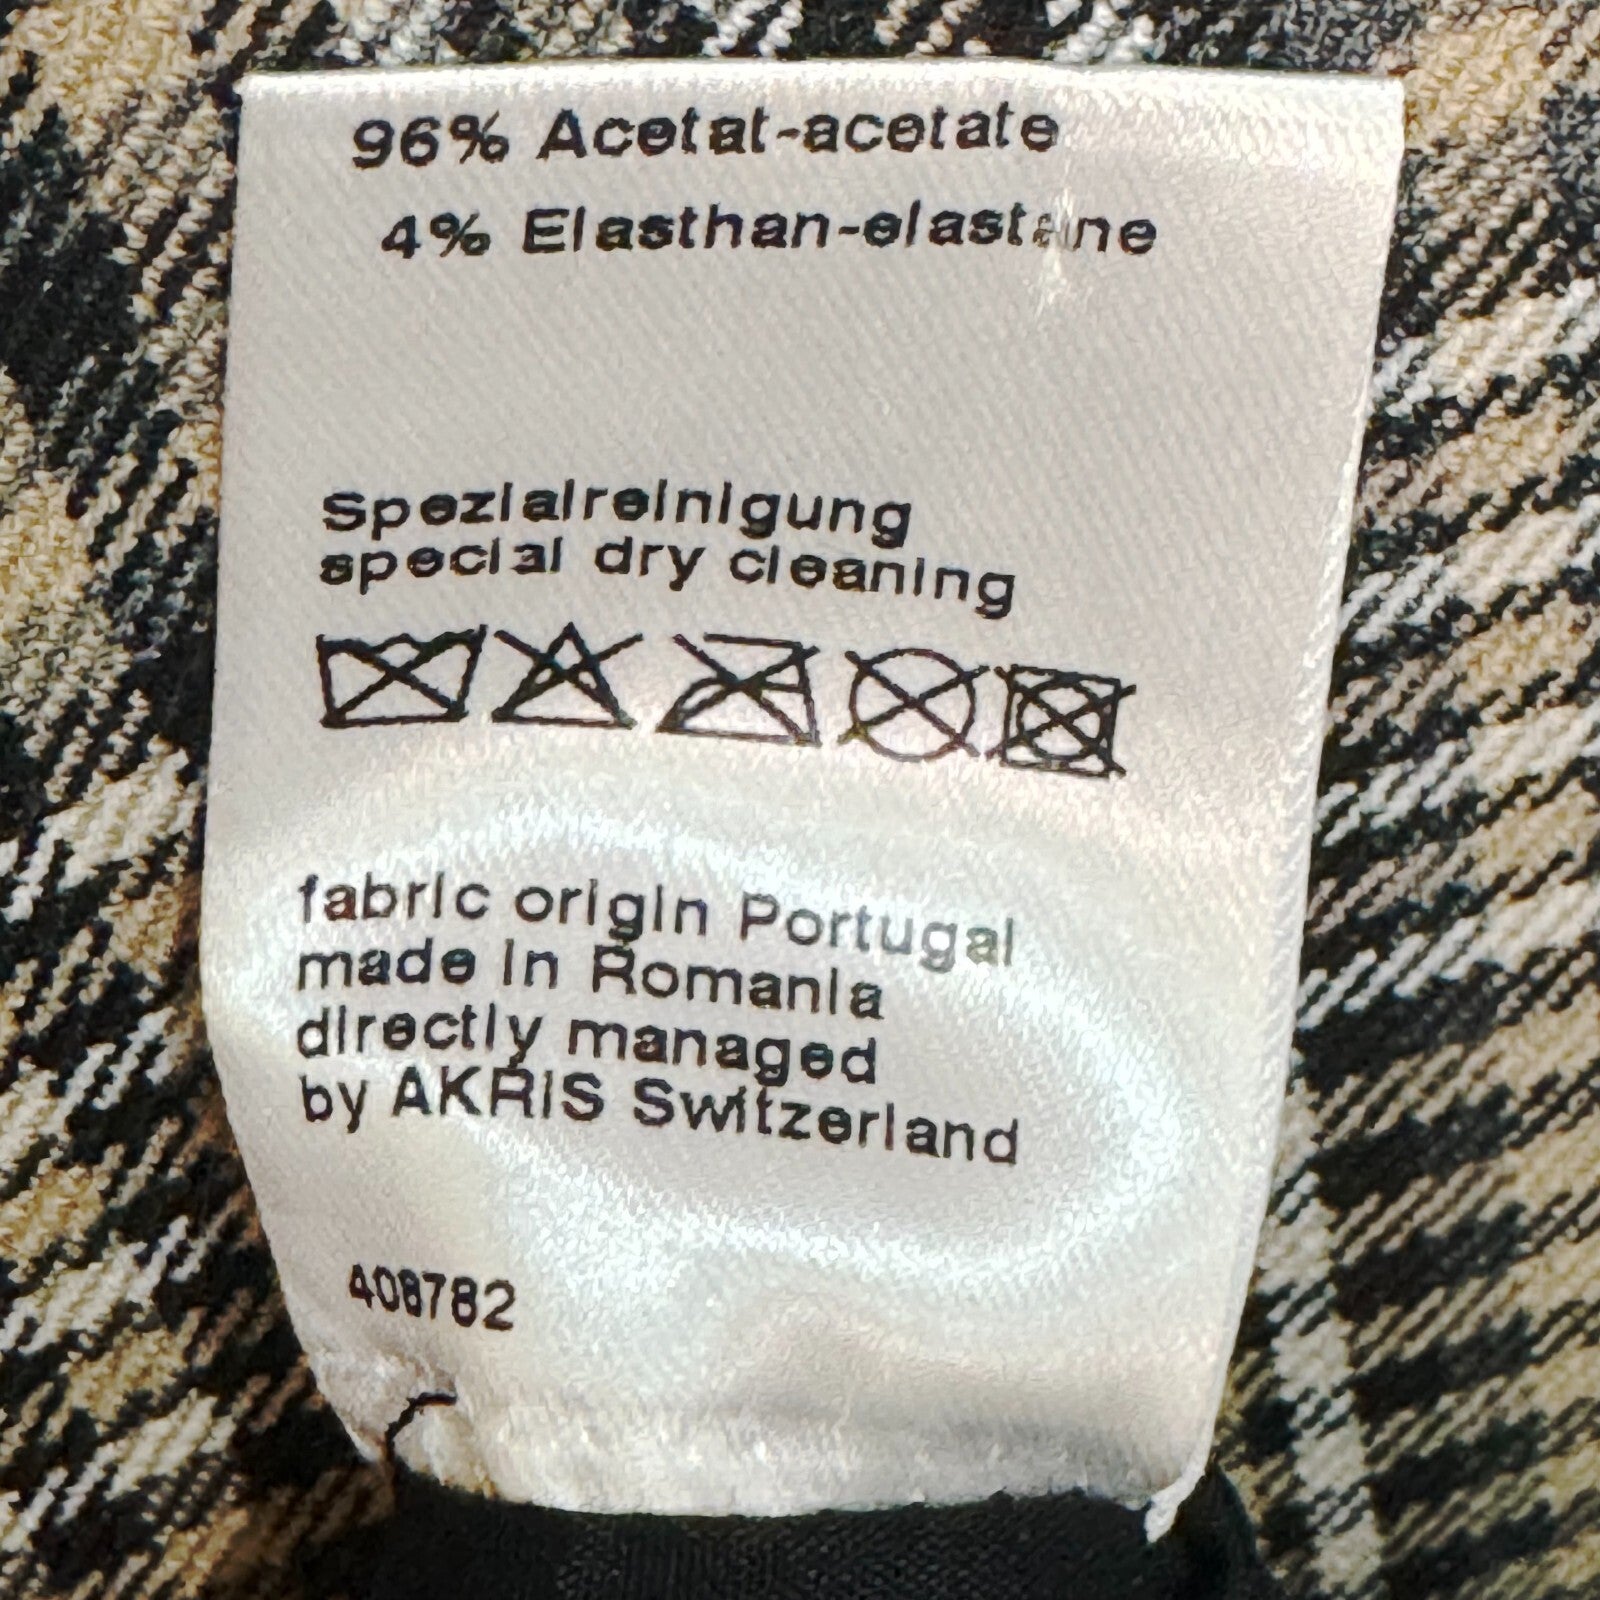 96% Acetat-acetate
4% Elasthan-elastane
Spezialreinigung
special dry cleaning
fabric origin Portugal
made in Romania
directly managed
by AKRIS Switzerland
408782